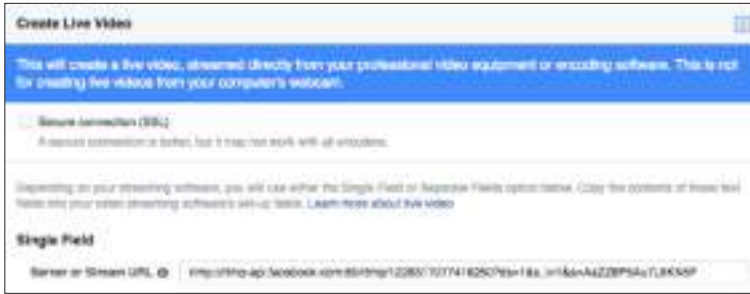 Create Live Video
This will create a live video, streamed directly from your professional video equipment or encoding software. This is not
for creating live videos from your computer's webcam.
Secure connection (SSL)
A secure connection is better, but it may not work with all encoders.
Depending on your streaming software, you will use either the Single Field or Separate Fields option below. Copy the contents of these text
fields into your video streaming software's set-up fields. Learn more about live video
Single Field
Server or Stream URL